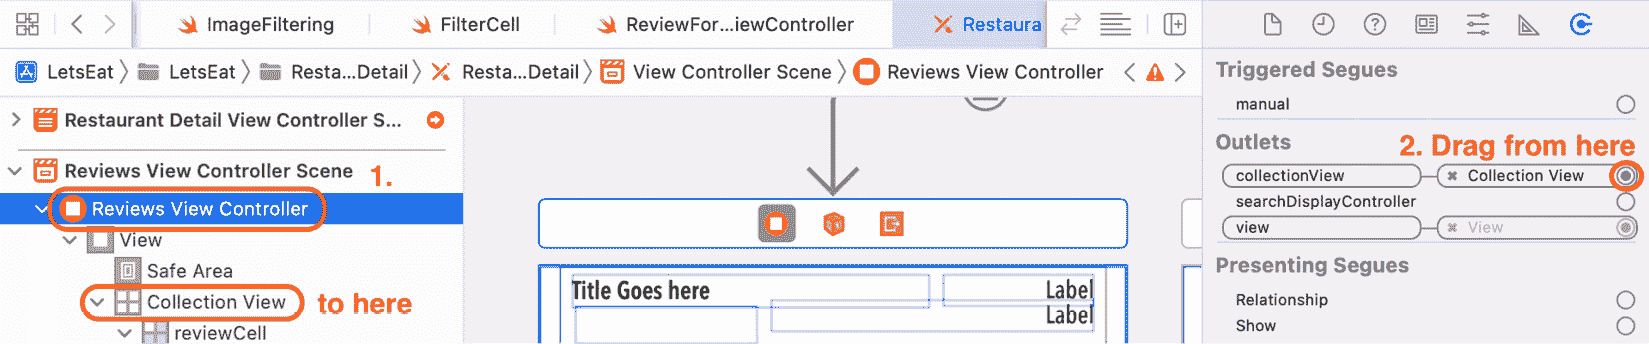 ImageFiltering
FilterCell
ReviewFor...iewController
Restaura
LetsEat
LetsEat
Resta...Detail
Resta...Detail
View Controller Scene
Reviews View Controller
Restaurant Detail View Controller S...
Reviews View Controller Scene
1.
Reviews View Controller
View
Safe Area
Collection View
to here
reviewCell
Title Goes here
Label
Label
Triggered Segues
manual
Outlets
2. Drag from here
collectionView
Collection View
searchDisplayController
view
View
Presenting Segues
Relationship
Show